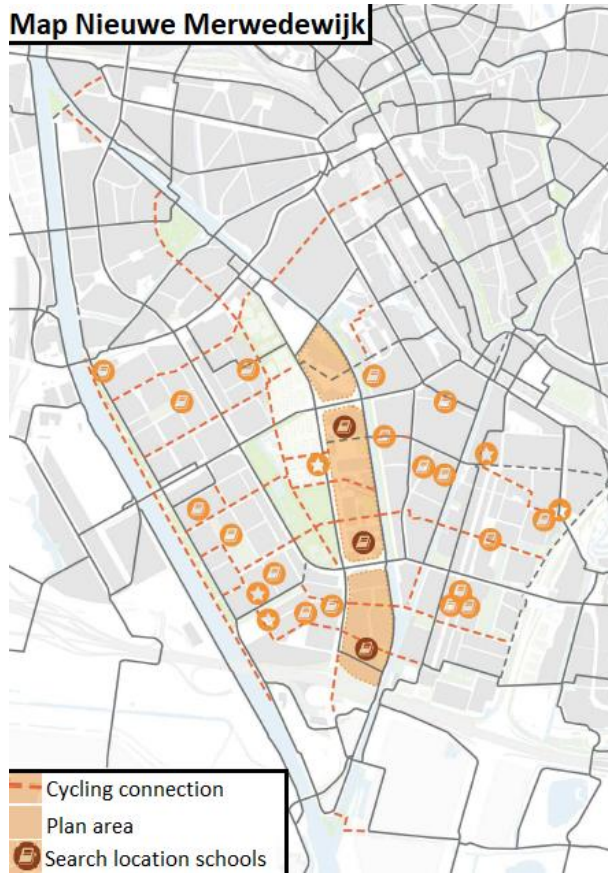 Map Nieuwe Merwedewijk
Cycling connection
Plan area
Search location schools